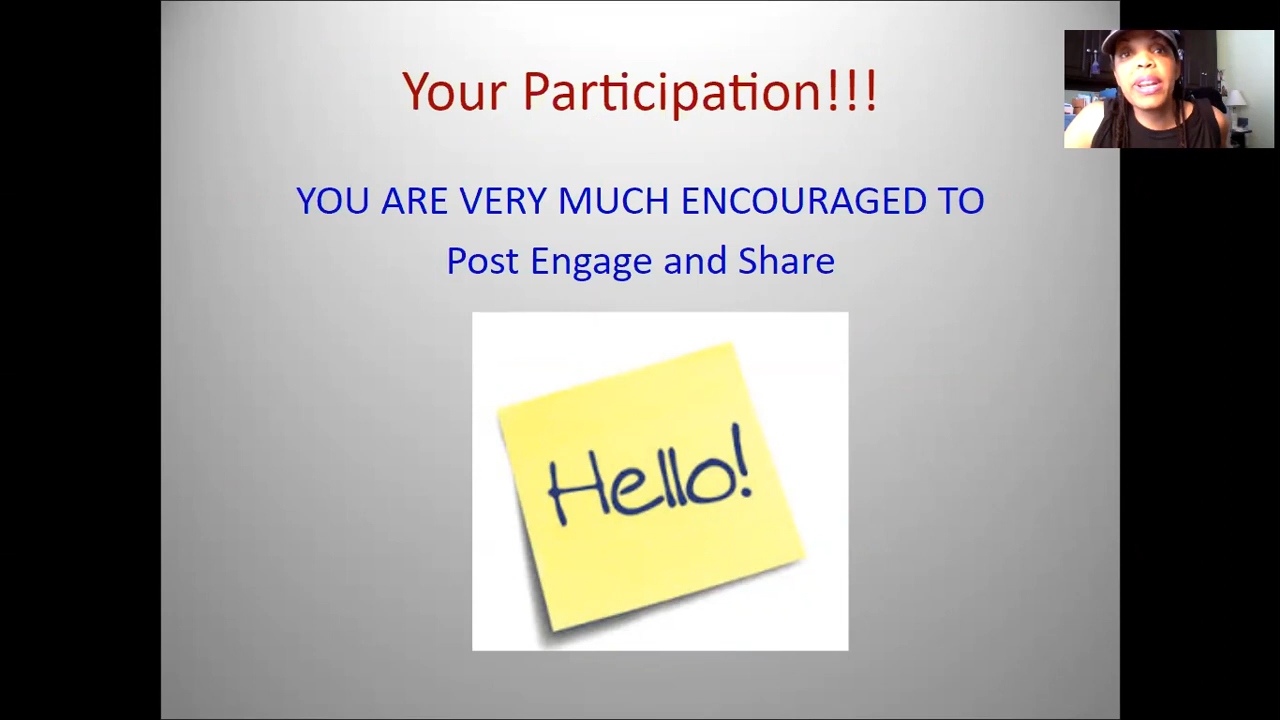 Your Participation!!!
YOU ARE VERY MUCH ENCOURAGED TO
Post Engage and Share
Hello!